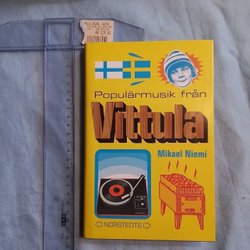 Populärmusik från
Vittula
Mikael Niemi
NORSTEDTS